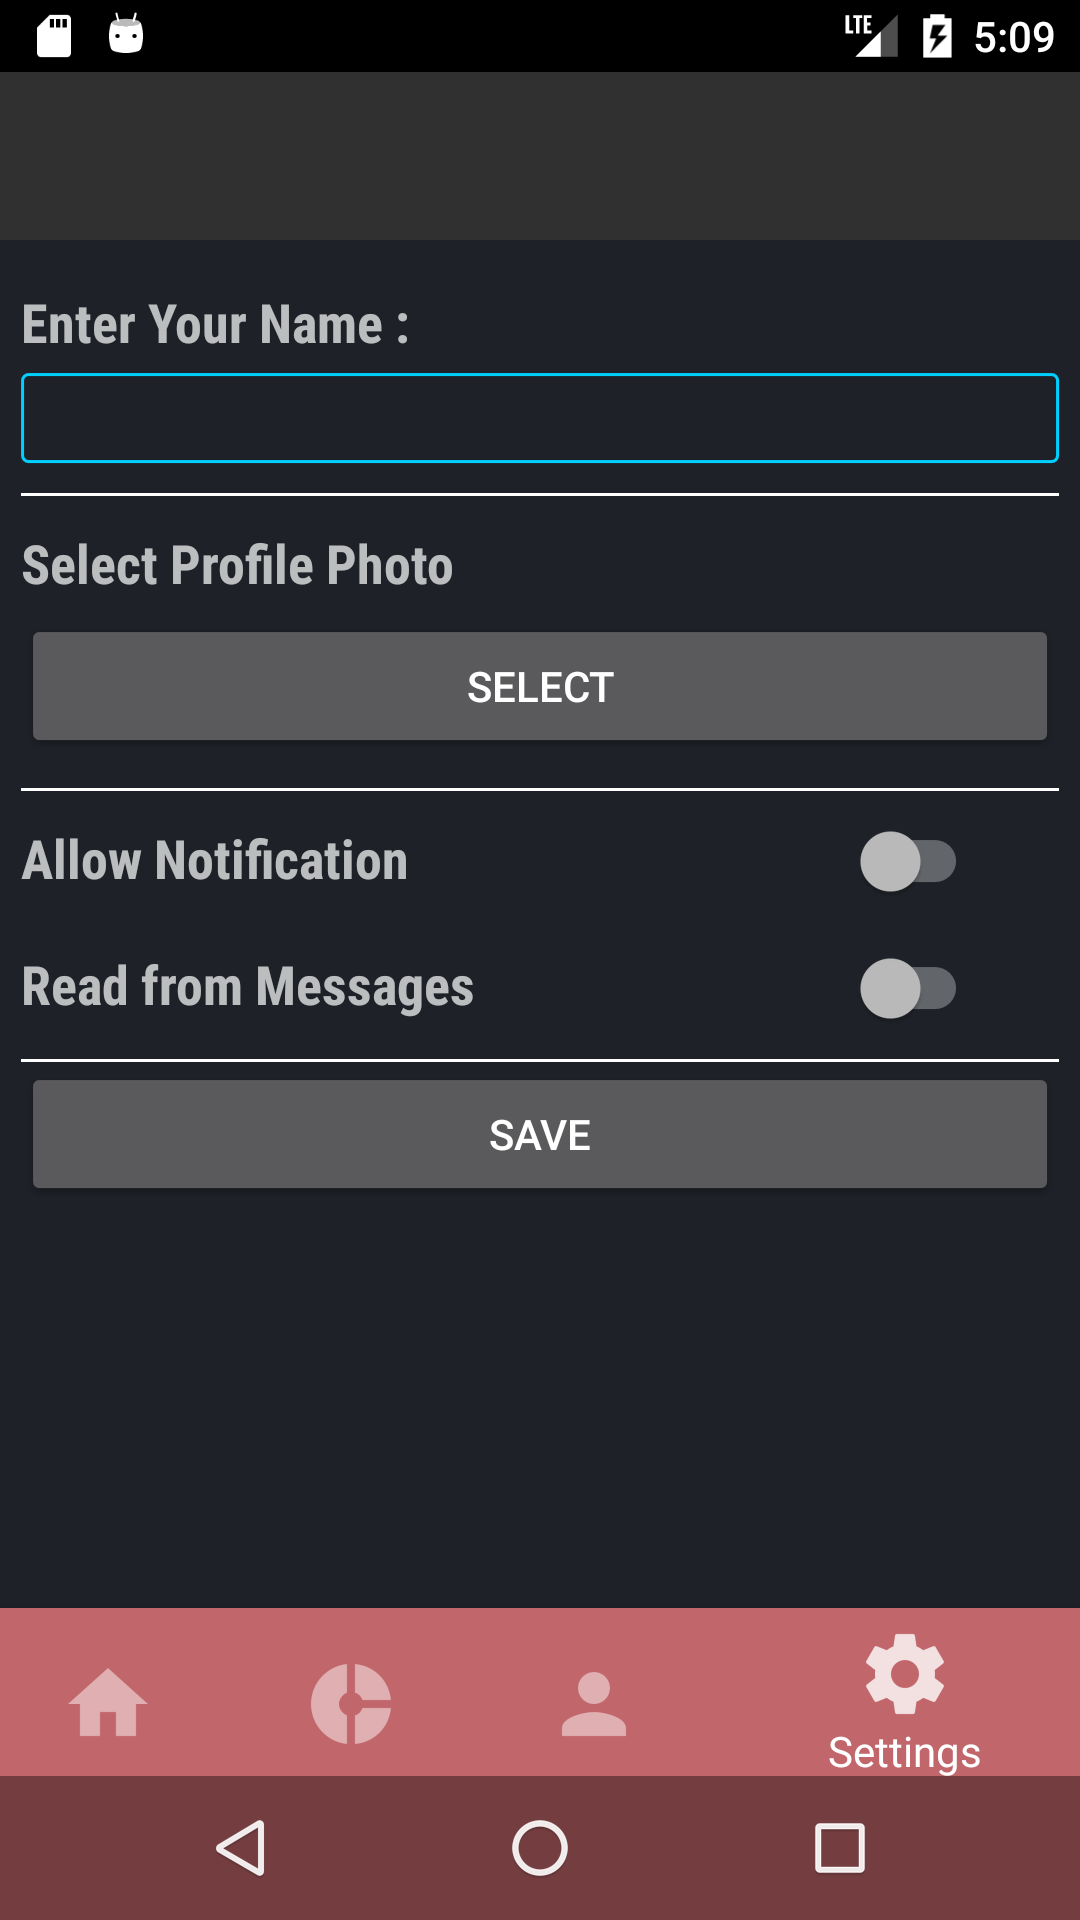 LTE 5:09
Enter Your Name :
Select Profile Photo
SELECT
Allow Notification
Read from Messages
SAVE
Settings